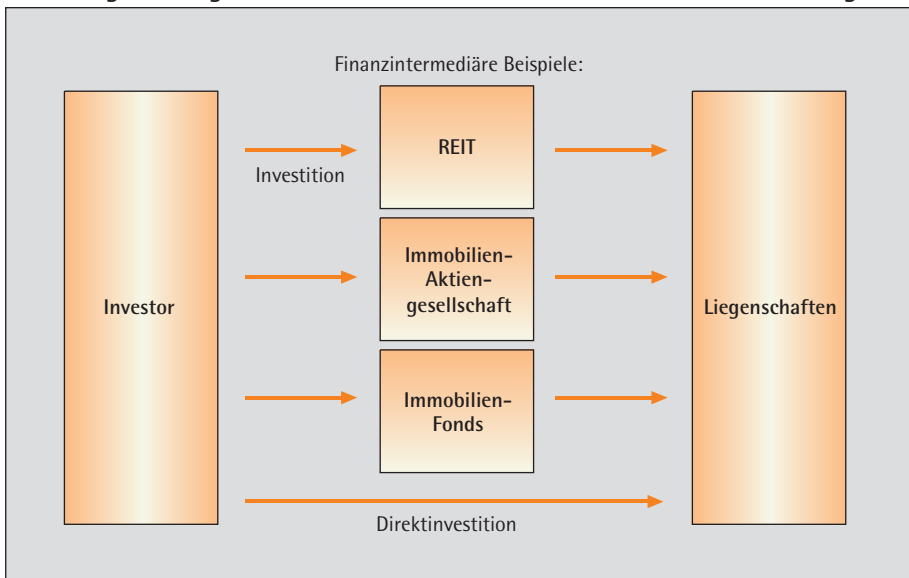 Finanzintermediäre Beispiele:
REIT
Investition
Immobilien-
Aktien-
gesellschaft
Investor
Liegenschaften
Immobilien-
Fonds
Direktinvestition